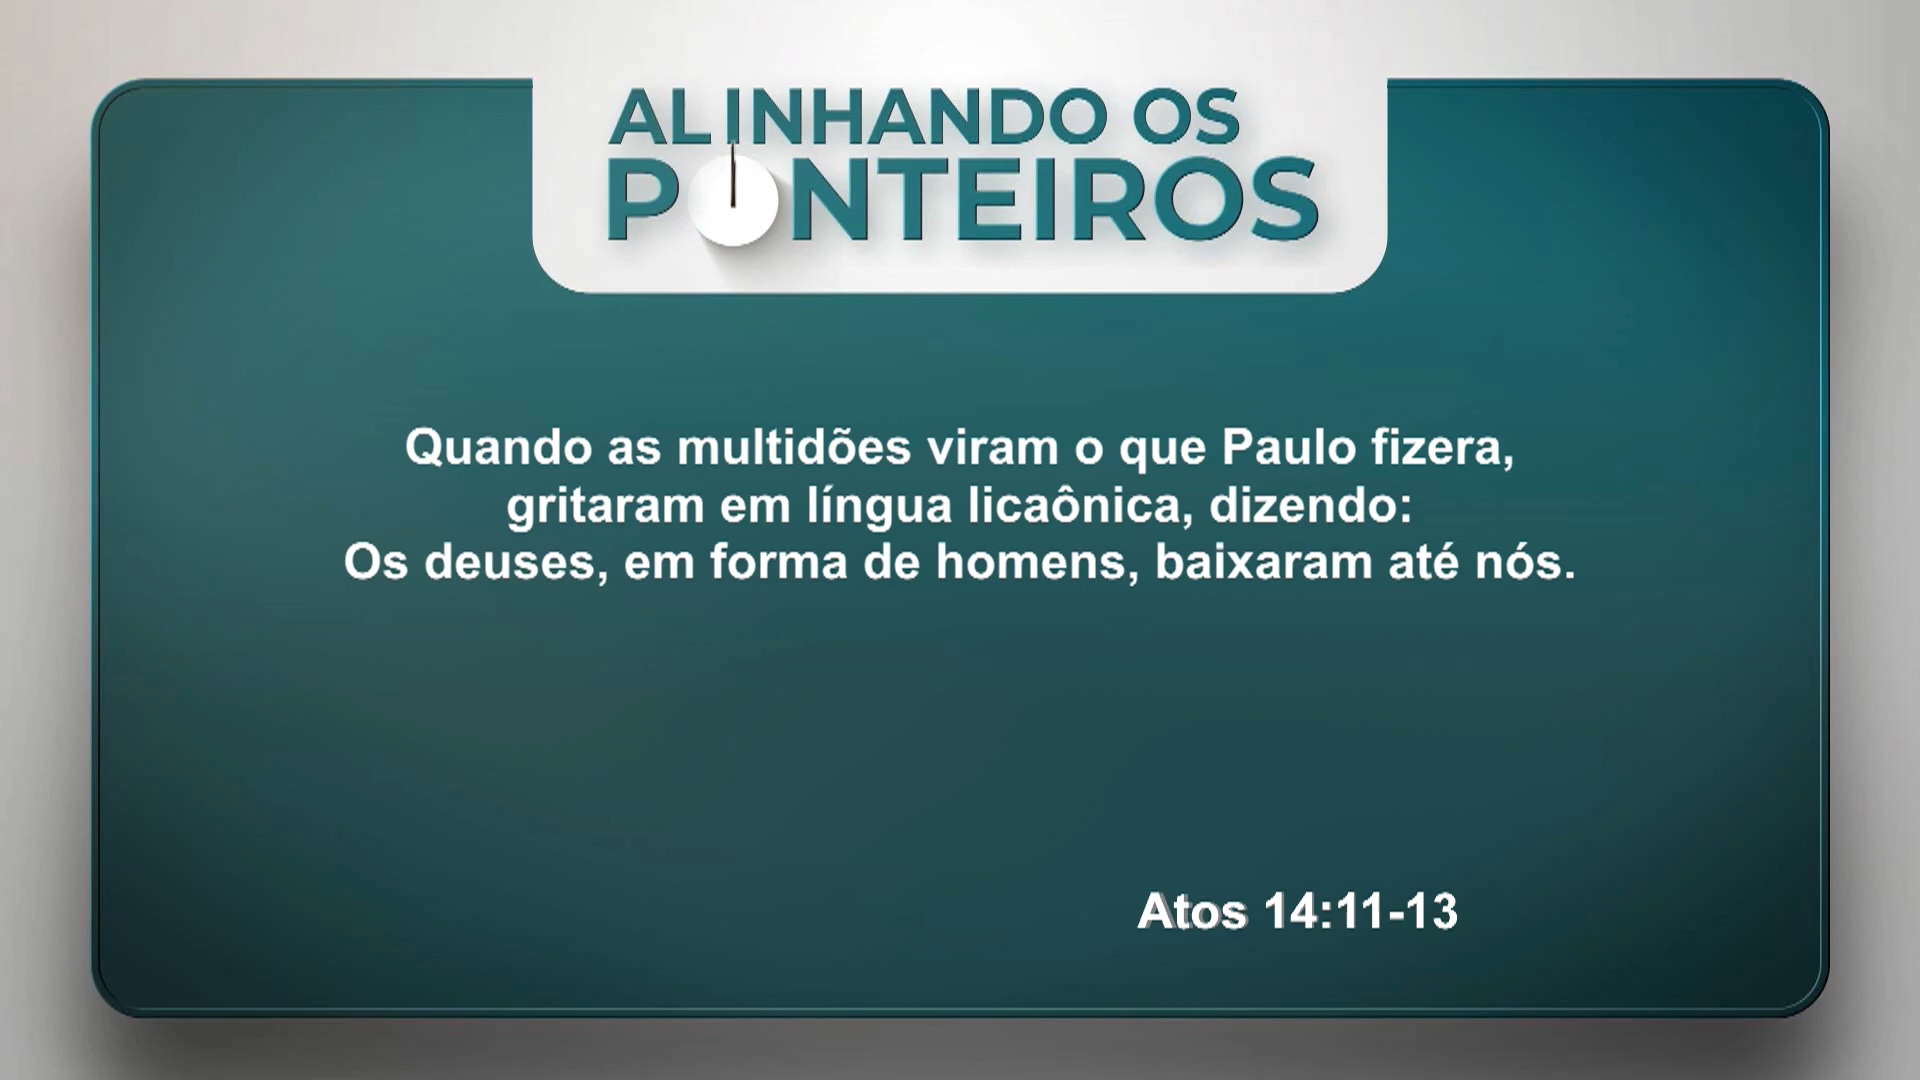 ALINHANDO OS
PONTEIROS
Quando as multidões viram o que Paulo fizera,
gritaram em língua licaônica, dizendo:
Os deuses, em forma de homens, baixaram até nós.
Atos 14:11-13